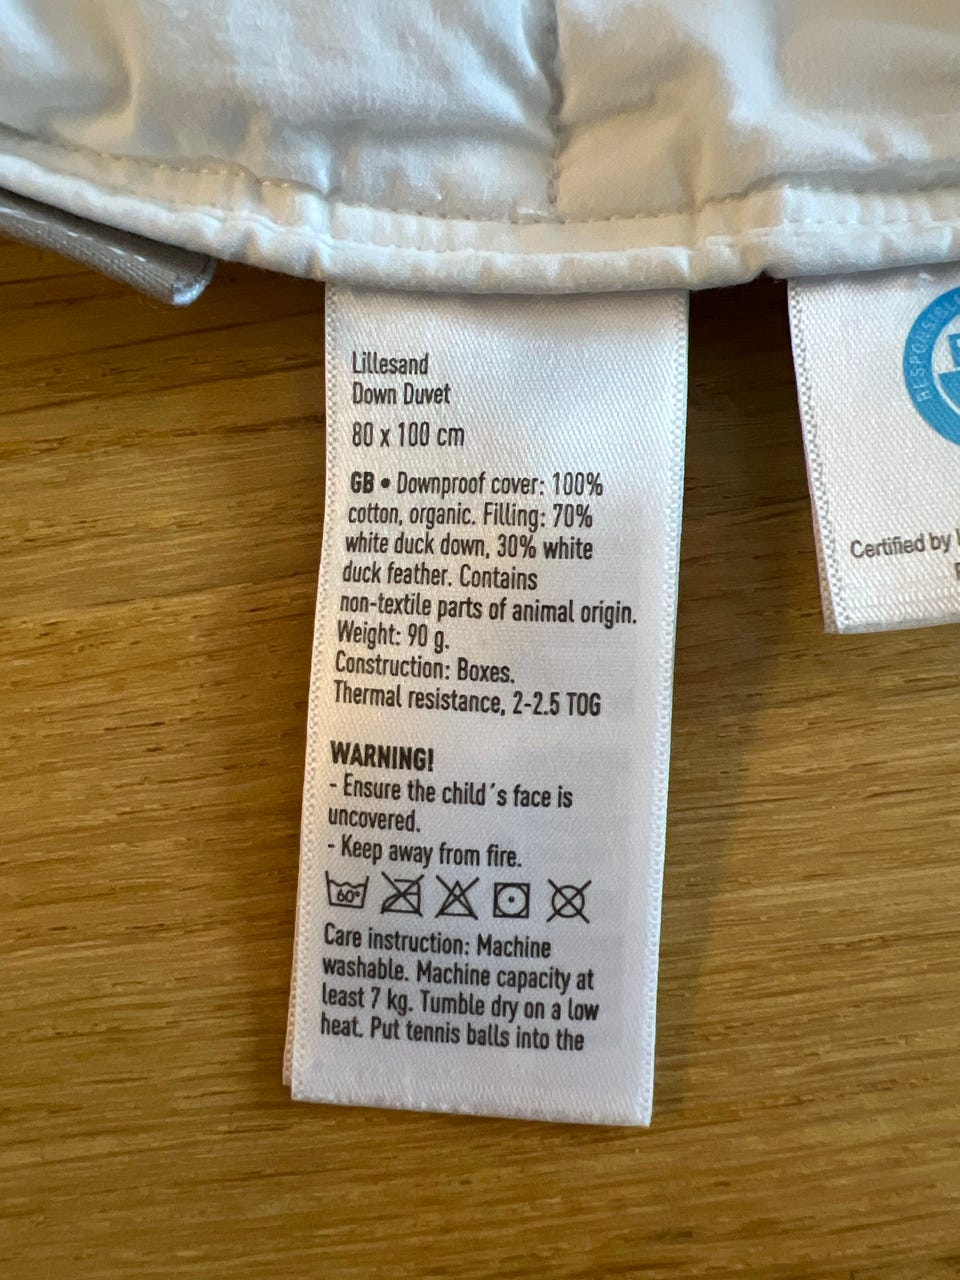 Lillesand
Down Duvet
80 x 100 cm
GB • Downproof cover: 100%
cotton, organic. Filling: 70%
white duck down, 30% white
duck feather. Contains
non-textile parts of animal origin.
Weight: 90 g.
Construction: Boxes.
Thermal resistance, 2-2.5 TOG
WARNING!
- Ensure the child´s face is
uncovered.
- Keep away from fire.
60°
Care instruction: Machine
washable. Machine capacity at
least 7 kg. Tumble dry on a low
heat. Put tennis balls into the
Certified by